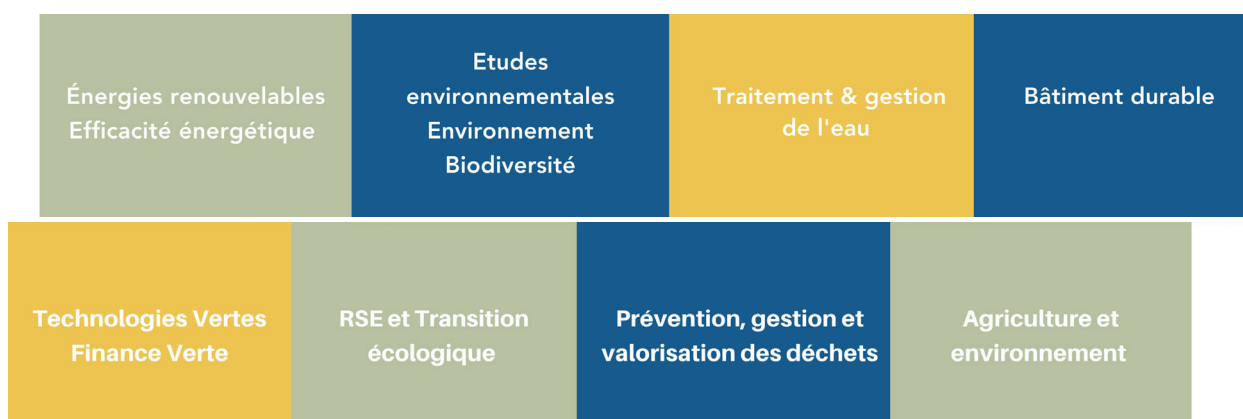 Énergies renouvelables
Efficacité énergétique
Etudes
environnementales
Environnement
Biodiversité
Traitement & gestion
de l'eau
Bâtiment durable
Technologies Vertes
Finance Verte
RSE et Transition
écologique
Prévention, gestion et
valorisation des déchets
Agriculture et
environnement